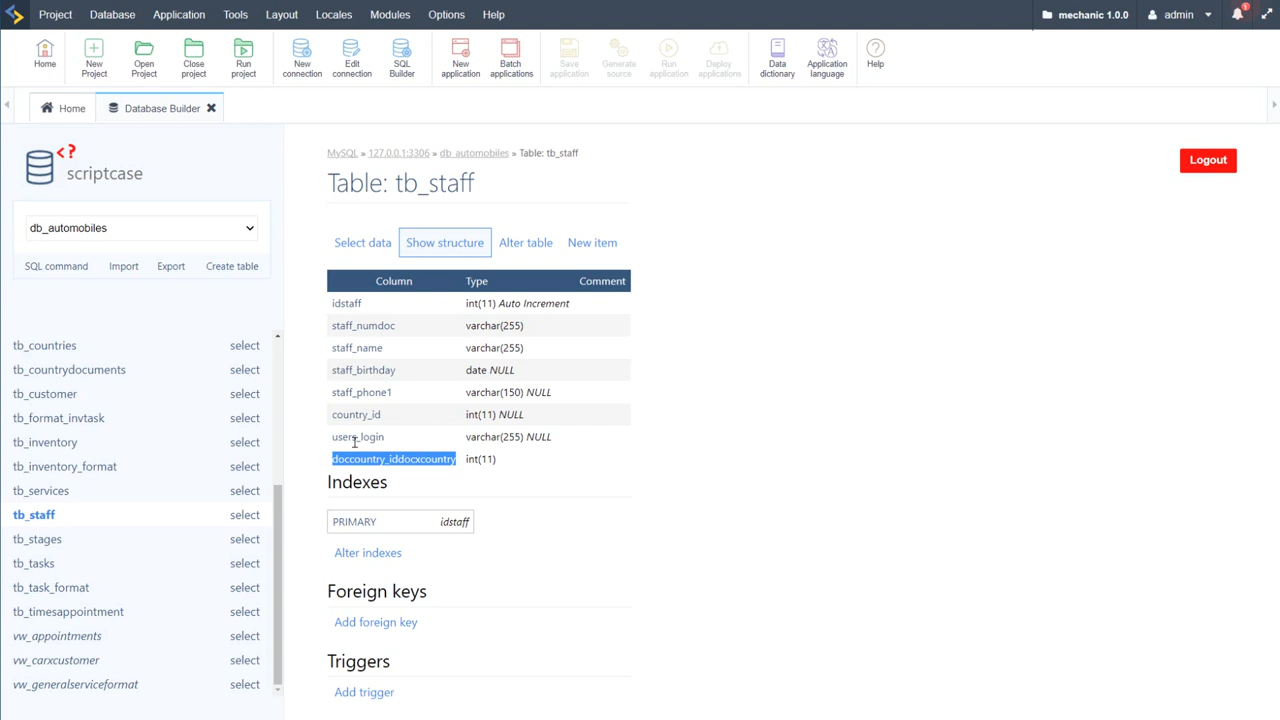 Project Database Application Tools Layout Locales Modules Options Help mechanic 1.0.0 admin 1
Home New Project Open Project Close project Run project New connection Edit connection SQL Builder New application Batch applications Save application Generate source Run application Deploy applications Data dictionary Application language Help
Home Database Builder
<? scriptcase
db_automobiles
SQL command Import Export Create table
tb_countries select
tb_countrydocuments select
tb_customer select
tb_format_invtask select
tb_inventory select
tb_inventory_format select
tb_services select
tb_staff select
tb_stages select
tb_tasks select
tb_task_format select
tb_timesappointment select
vw_appointments select
vw_carxcustomer select
vw_generalserviceformat select
MySQL » 127.0.0.1:3306 » db_automobiles » Table: tb_staff
Logout
Table: tb_staff
Select data Show structure Alter table New item
Column Type Comment
idstaff int(11) Auto Increment
staff_numdoc varchar(255)
staff_name varchar(255)
staff_birthday date NULL
staff_phone1 varchar(150) NULL
country_id int(11) NULL
users_login varchar(255) NULL
doccountry_iddocxcountry int(11)
Indexes
PRIMARY idstaff
Alter indexes
Foreign keys
Add foreign key
Triggers
Add trigger